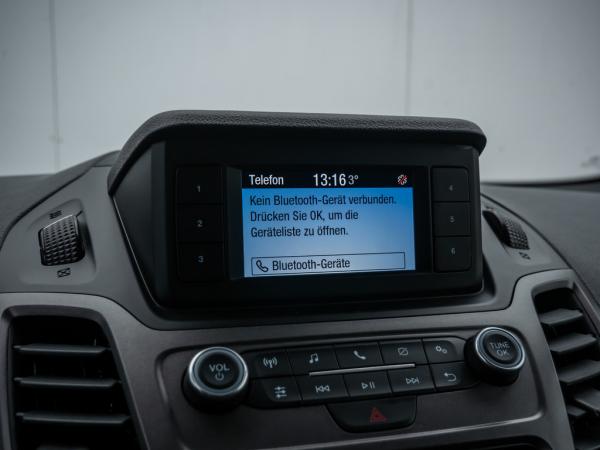 Telefon 13:16 3°
1
Kein Bluetooth-Gerät verbunden.
4
2
Drücken Sie OK, um die
5
Geräteliste zu öffnen.
3
Bluetooth-Geräte
6
VOL
TUNE
OK